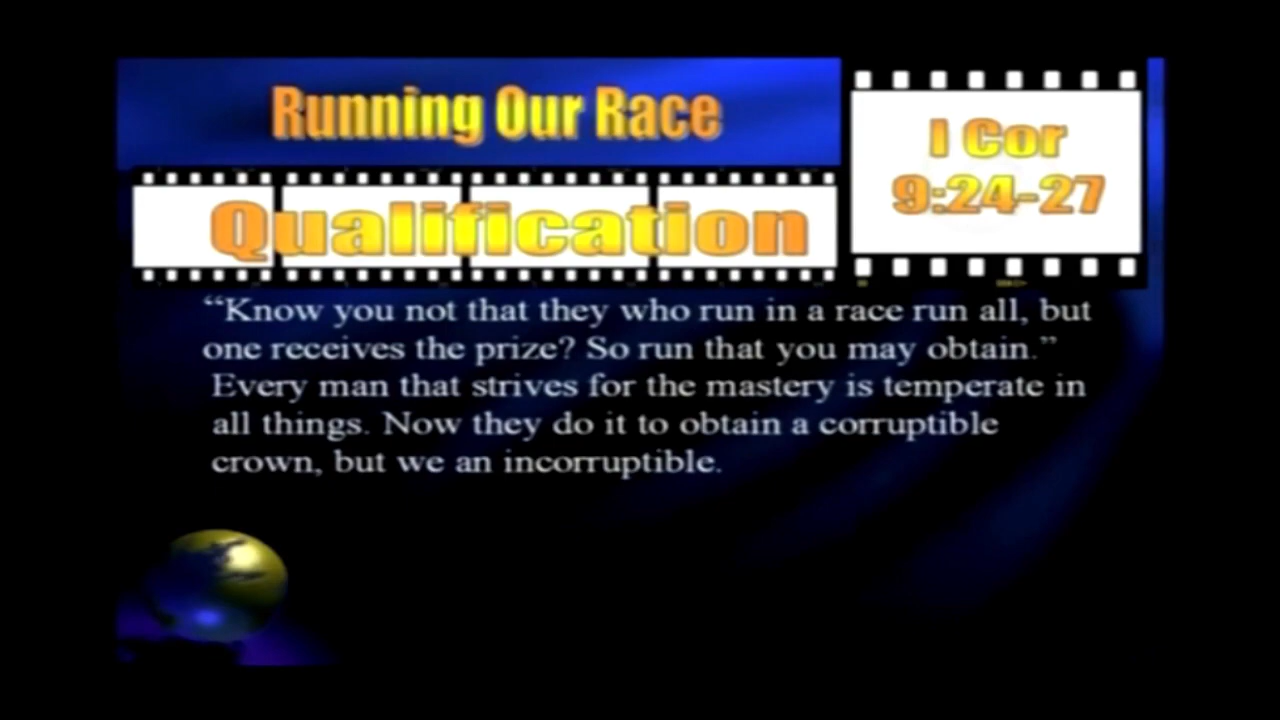 Running Our Race
I Cor
9:24-27
Qualification
“Know you not that they who run in a race run all, but
one receives the prize? So run that you may obtain.”
Every man that strives for the mastery is temperate in
all things. Now they do it to obtain a corruptible
crown, but we an incorruptible.